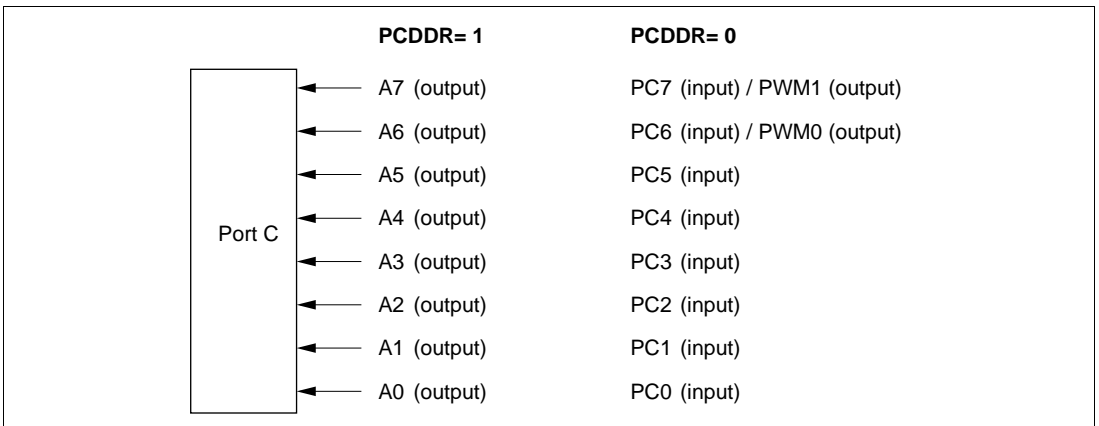 PCDDR= 1 PCDDR= 0
A7 (output) PC7 (input) / PWM1 (output)
A6 (output) PC6 (input) / PWM0 (output)
A5 (output) PC5 (input)
A4 (output) PC4 (input)
Port C
A3 (output) PC3 (input)
A2 (output) PC2 (input)
A1 (output) PC1 (input)
A0 (output) PC0 (input)